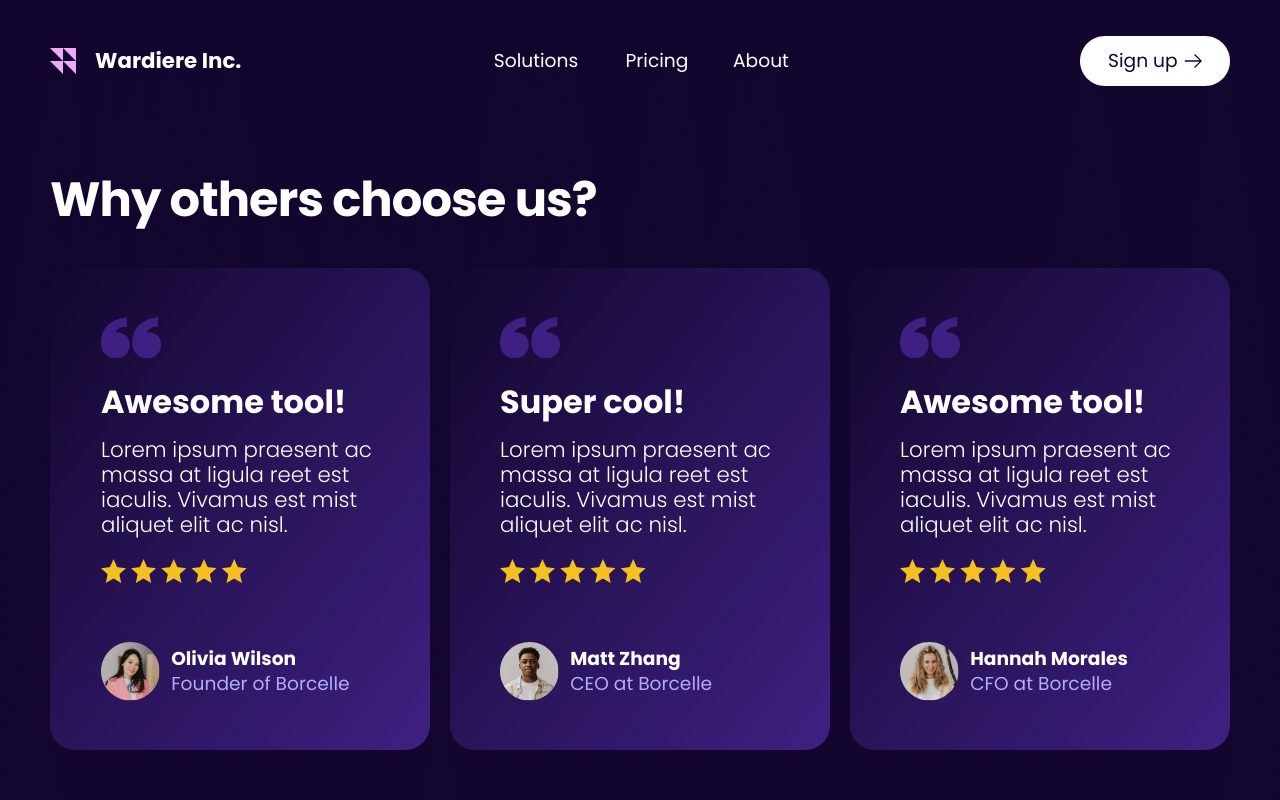 Wardiere Inc.
Solutions
Pricing
About
Sign up
Why others choose us?
Awesome tool!
Lorem ipsum praesent ac
massa at ligula reet est
iaculis. Vivamus est mist
aliquet elit ac nisl.
Olivia Wilson
Founder of Borcelle
Super cool!
Lorem ipsum praesent ac
massa at ligula reet est
iaculis. Vivamus est mist
aliquet elit ac nisl.
Matt Zhang
CEO at Borcelle
Awesome tool!
Lorem ipsum praesent ac
massa at ligula reet est
iaculis. Vivamus est mist
aliquet elit ac nisl.
Hannah Morales
CFO at Borcelle